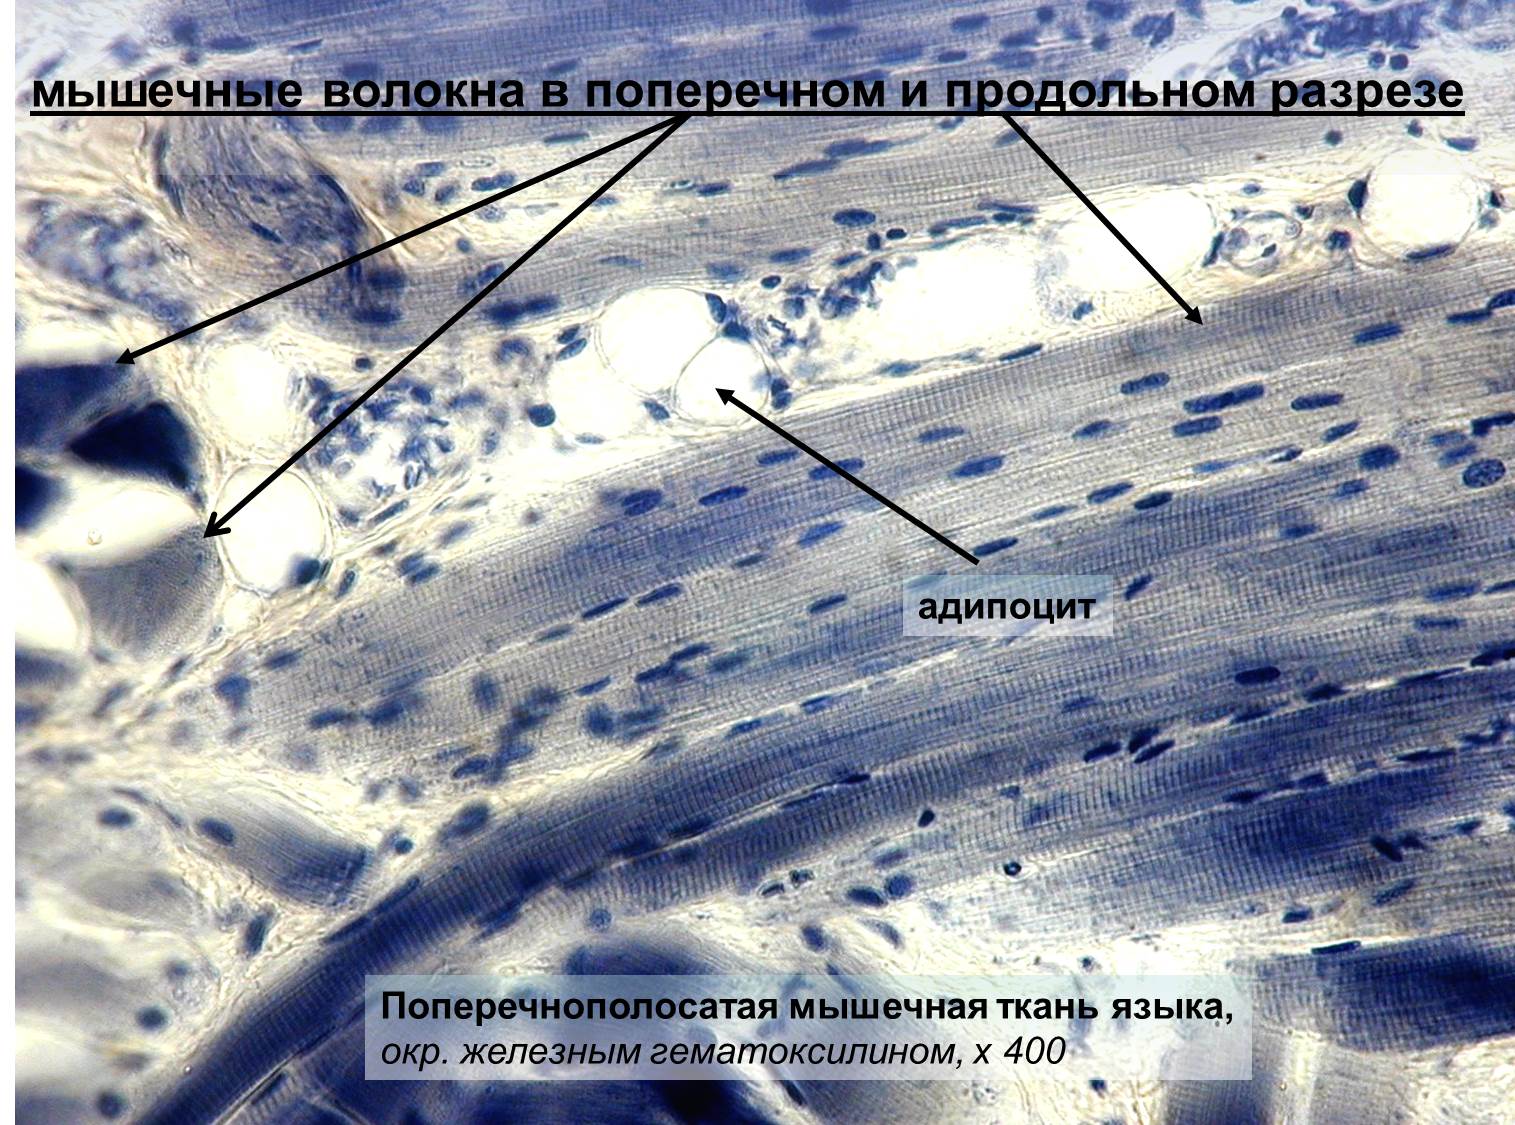 мышечные волокна в поперечном и продольном разрезе
адипоцит
Поперечнополосатая мышечная ткань языка,
окр. железным гематоксилином, х 400